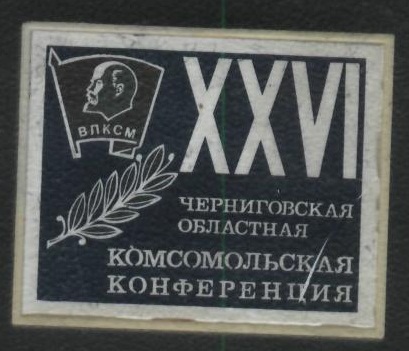 ВЛКСМ
XXVI
ЧЕРНИГОВСКАЯ
ОБЛАСТНАЯ
КОМСОМОЛЬСКАЯ
КОНФЕРЕНЦИЯ